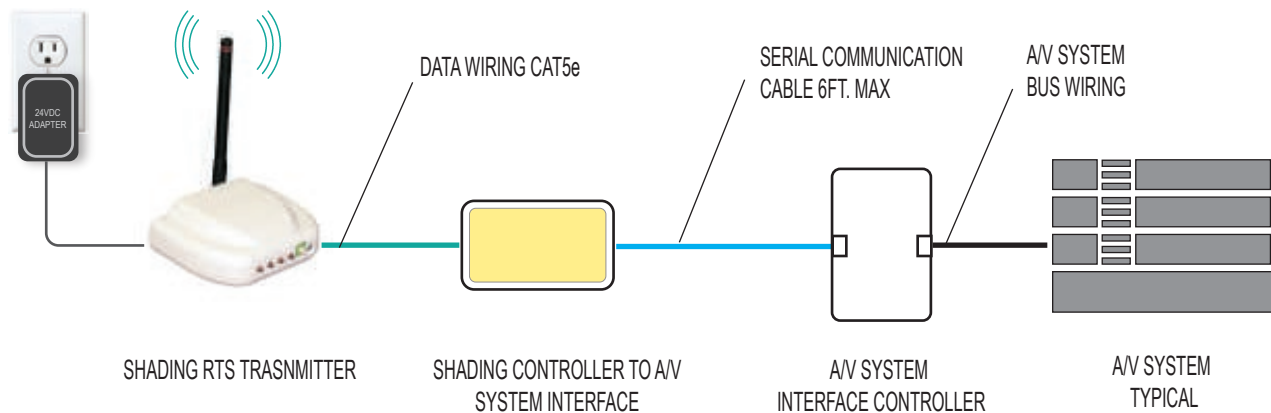 24VDC
ADAPTER
DATA WIRING CAT5e
SERIAL COMMUNICATION
CABLE 6FT. MAX
A/V SYSTEM
BUS WIRING
SHADING RTS TRASNMITTER
SHADING CONTROLLER TO A/V
SYSTEM INTERFACE
A/V SYSTEM
INTERFACE CONTROLLER
A/V SYSTEM
TYPICAL